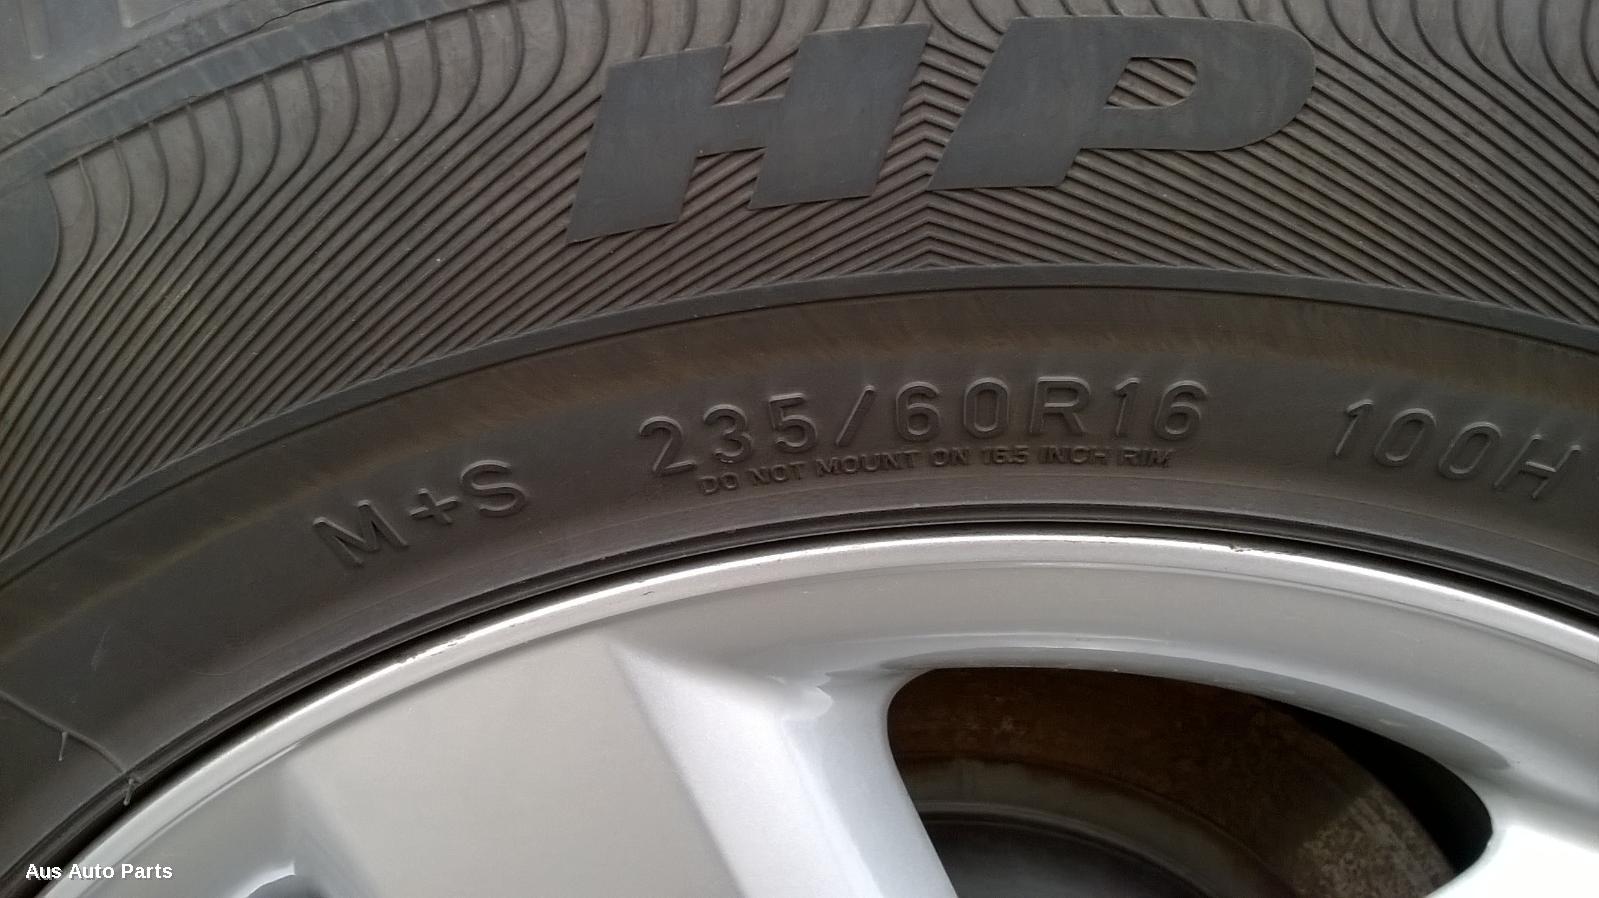 HP
M+S 235/60R16 100H
DO NOT MOUNT ON 16.5 INCH RIM
Aus Auto Parts